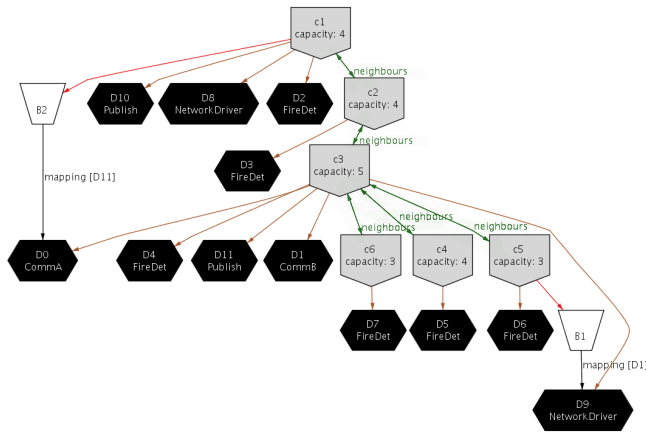 c1
capacity: 4
neighbours
B2
D10
Publish
D8
NetworkDriver
D2
FireDet
c2
capacity: 4
neighbours
D3
FireDet
c3
capacity: 5
mapping [D11]
neighbours
neighbours
neighbours
D0
CommA
D4
FireDet
D11
Publish
D1
CommB
c6
capacity: 3
c4
capacity: 4
c5
capacity: 3
D7
FireDet
D5
FireDet
D6
FireDet
B1
mapping [D1]
D9
NetworkDriver